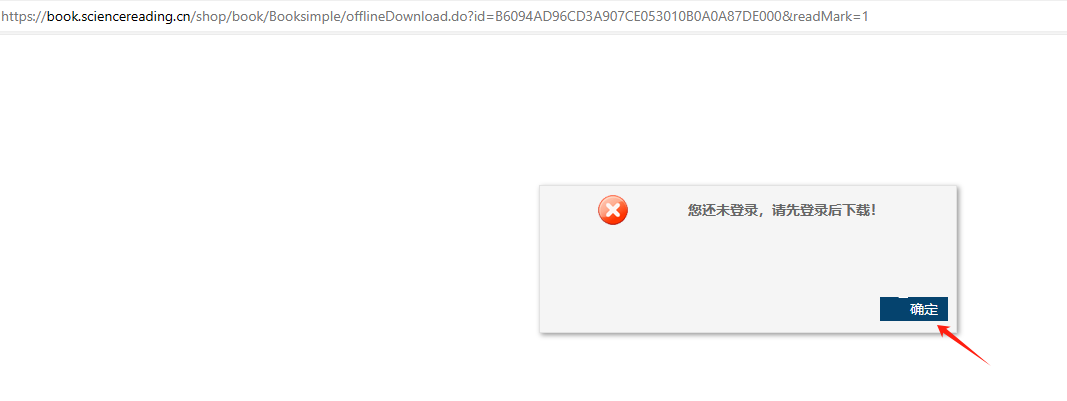 https://book.sciencereading.cn/shop/book/Booksimple/offlineDownload.do?id=B6094AD96CD3A907CE053010B0A0A87DE000&readMark=1
您还未登录，请先登录后下载！
确定